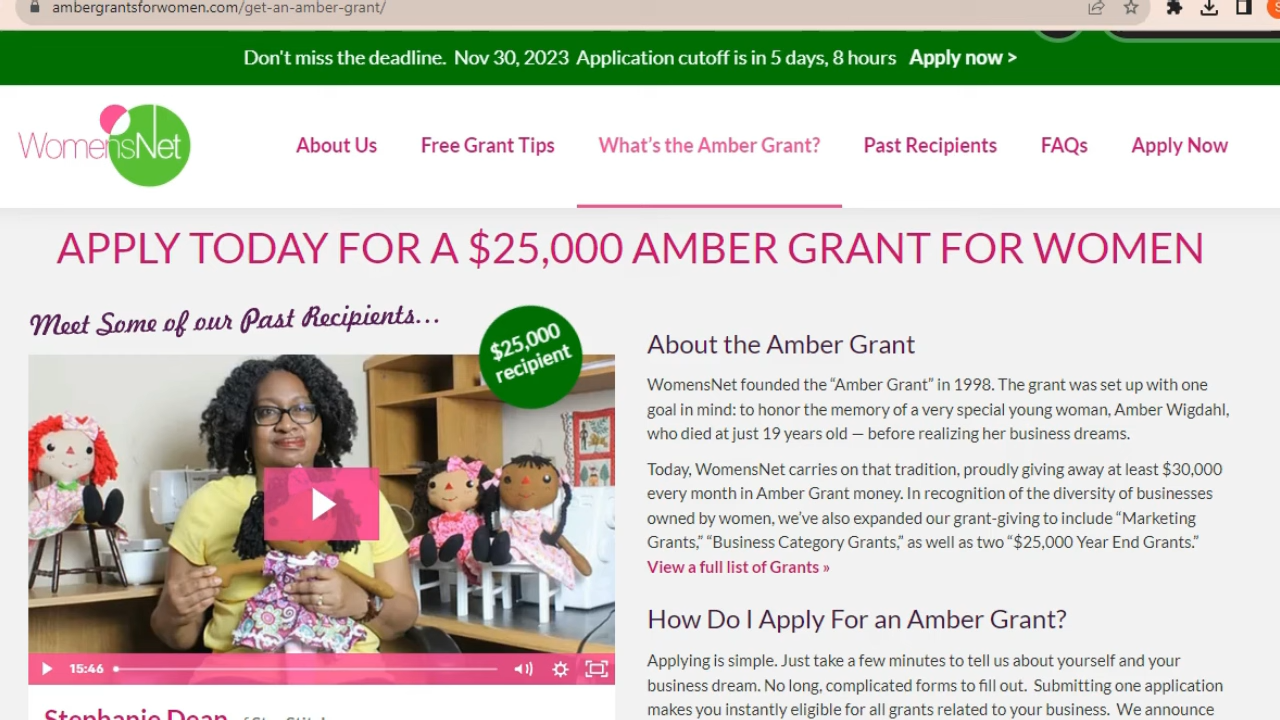 ambergrantsforwomen.com/get-an-amber-grant/
Don't miss the deadline. Nov 30, 2023 Application cutoff is in 5 days, 8 hours Apply now >
WomensNet
About Us Free Grant Tips What's the Amber Grant? Past Recipients FAQs Apply Now
APPLY TODAY FOR A $25,000 AMBER GRANT FOR WOMEN
Meet Some of our Past Recipients...
$25,000
recipient
15:46
Stephanie Dean of
About the Amber Grant
WomensNet founded the “Amber Grant” in 1998. The grant was set up with one
goal in mind: to honor the memory of a very special young woman, Amber Wigdahl,
who died at just 19 years old — before realizing her business dreams.
Today, WomensNet carries on that tradition, proudly giving away at least $30,000
every month in Amber Grant money. In recognition of the diversity of businesses
owned by women, we’ve also expanded our grant-giving to include “Marketing
Grants,” “Business Category Grants,” as well as two “$25,000 Year End Grants.”
View a full list of Grants »
How Do I Apply For an Amber Grant?
Applying is simple. Just take a few minutes to tell us about yourself and your
business dream. No long, complicated forms to fill out. Submitting one application
makes you instantly eligible for all grants related to your business. We announce